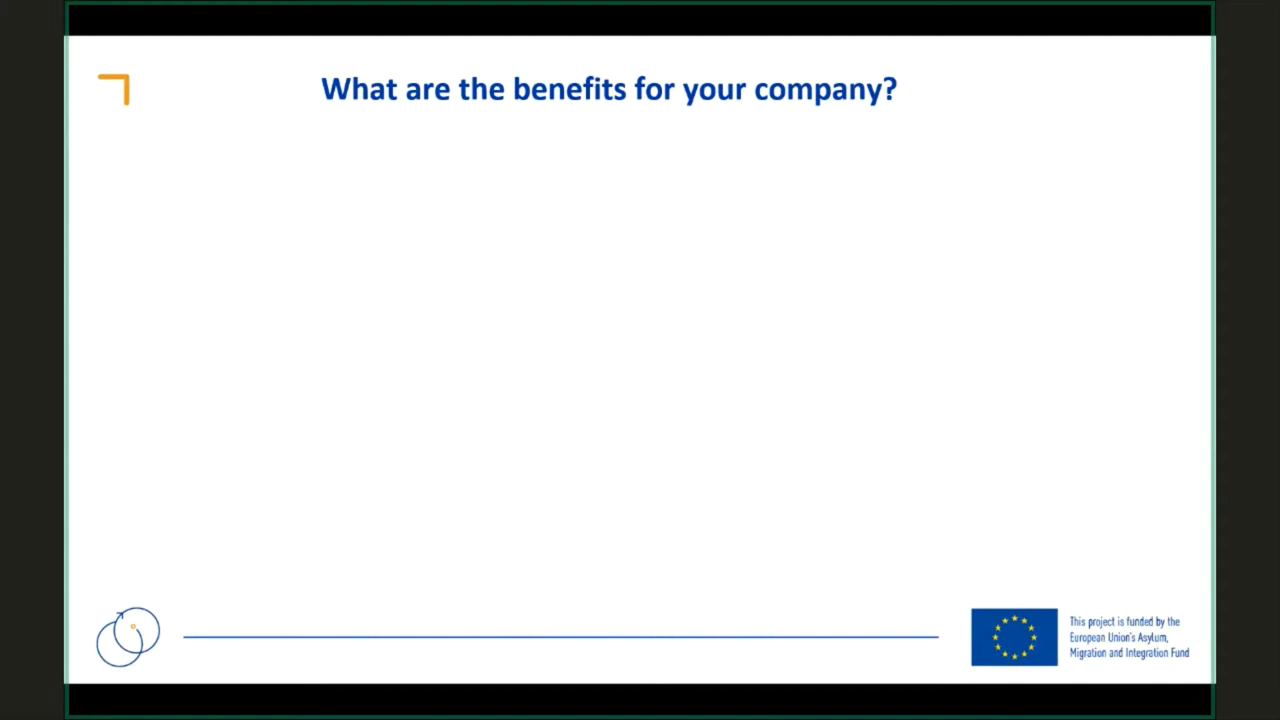 What are the benefits for your company?
This project is funded by the
European Union's Asylum,
Migration and Integration Fund